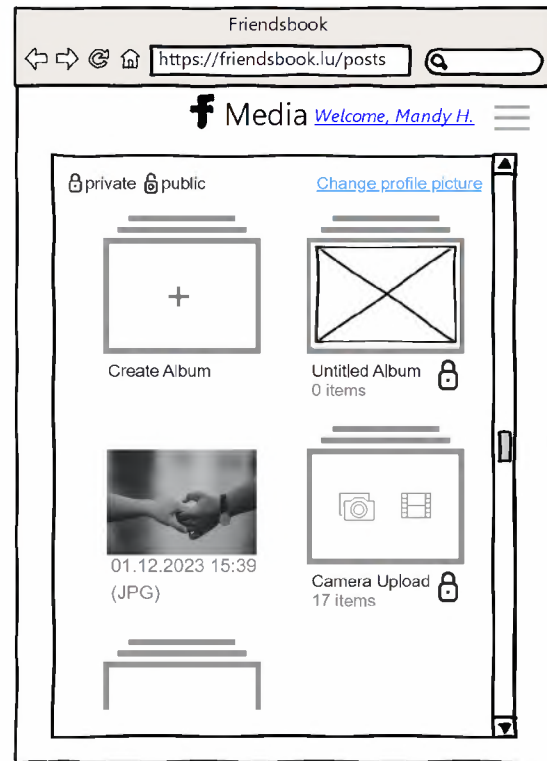 Friendsbook
https://friendsbook.lu/posts
f Media Welcome, Mandy H.
private public Change profile picture
Create Album
Untitled Album
0 items
01.12.2023 15:39
(JPG)
Camera Upload
17 items